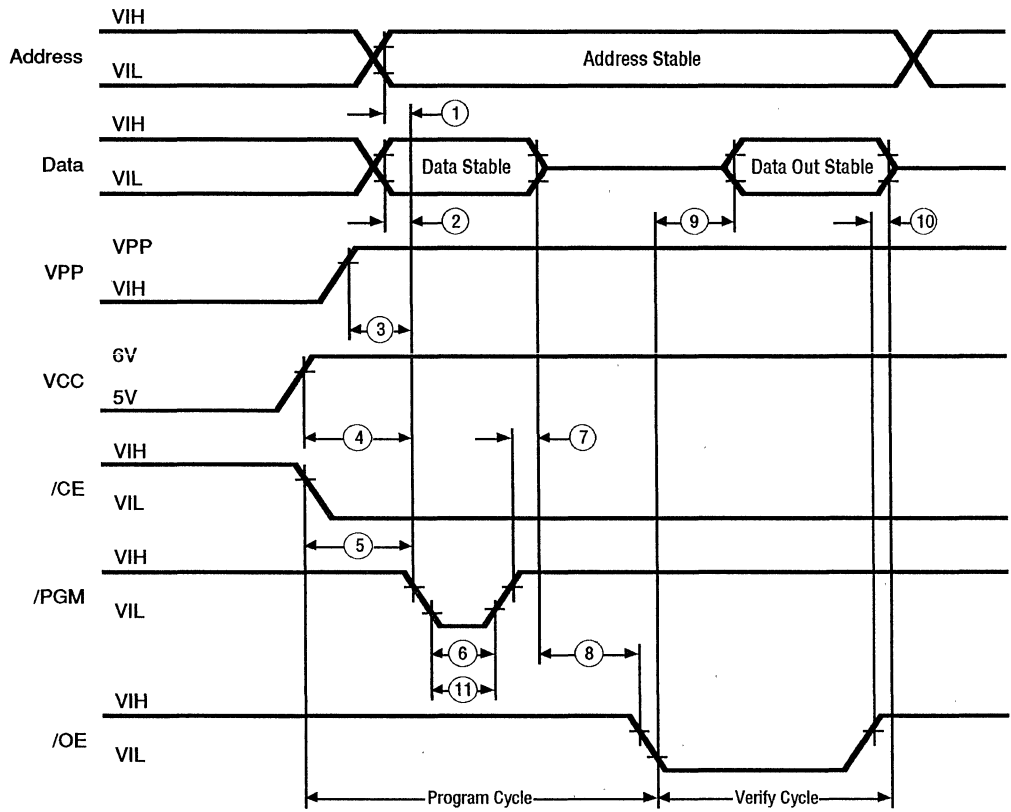 VIH
Address
VIL
Address Stable
1
VIH
Data
VIL
Data Stable
Data Out Stable
2
9
10
VPP
VPP
VIH
3
6V
VCC
5V
4
7
VIH
/CE
VIL
5
VIH
/PGM
VIL
6
8
11
VIH
/OE
VIL
Program Cycle
Verify Cycle